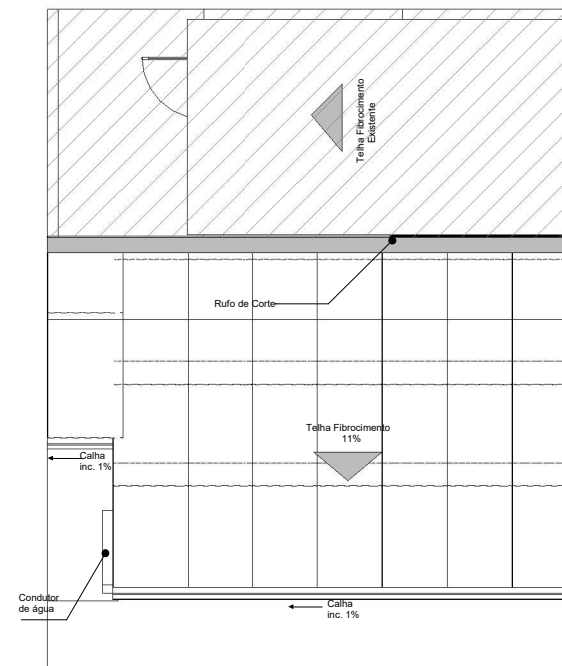 Telha Fibrocimento
Existente
Rufo de Corte
Telha Fibrocimento
11%
Calha
inc. 1%
Condutor
de água
Calha
inc. 1%